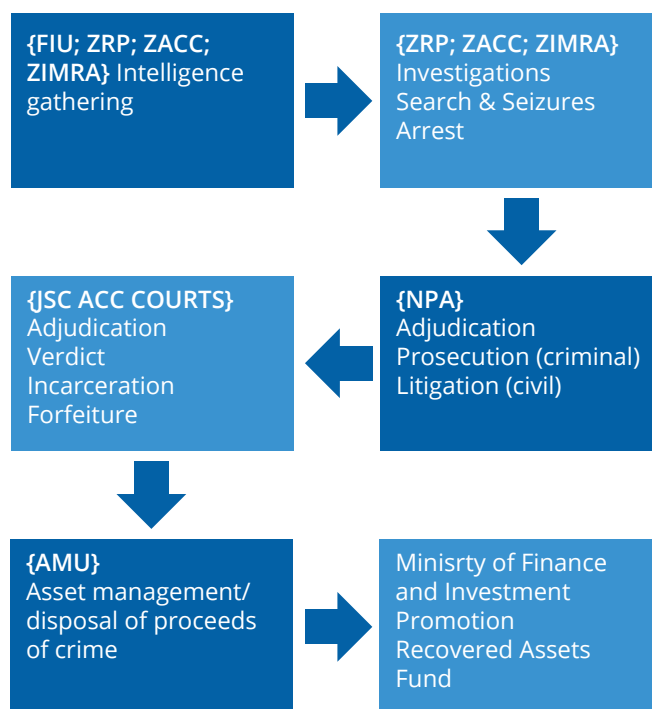 {FIU; ZRP; ZACC;
ZIMRA} Intelligence
gathering
{ZRP; ZACC; ZIMRA}
Investigations
Search & Seizures
Arrest
{NPA}
Adjudication
Prosecution (criminal)
Litigation (civil)
{JSC ACC COURTS}
Adjudication
Verdict
Incarceration
Forfeiture
{AMU}
Asset management/
disposal of proceeds
of crime
Minisrty of Finance
and Investment
Promotion
Recovered Assets
Fund